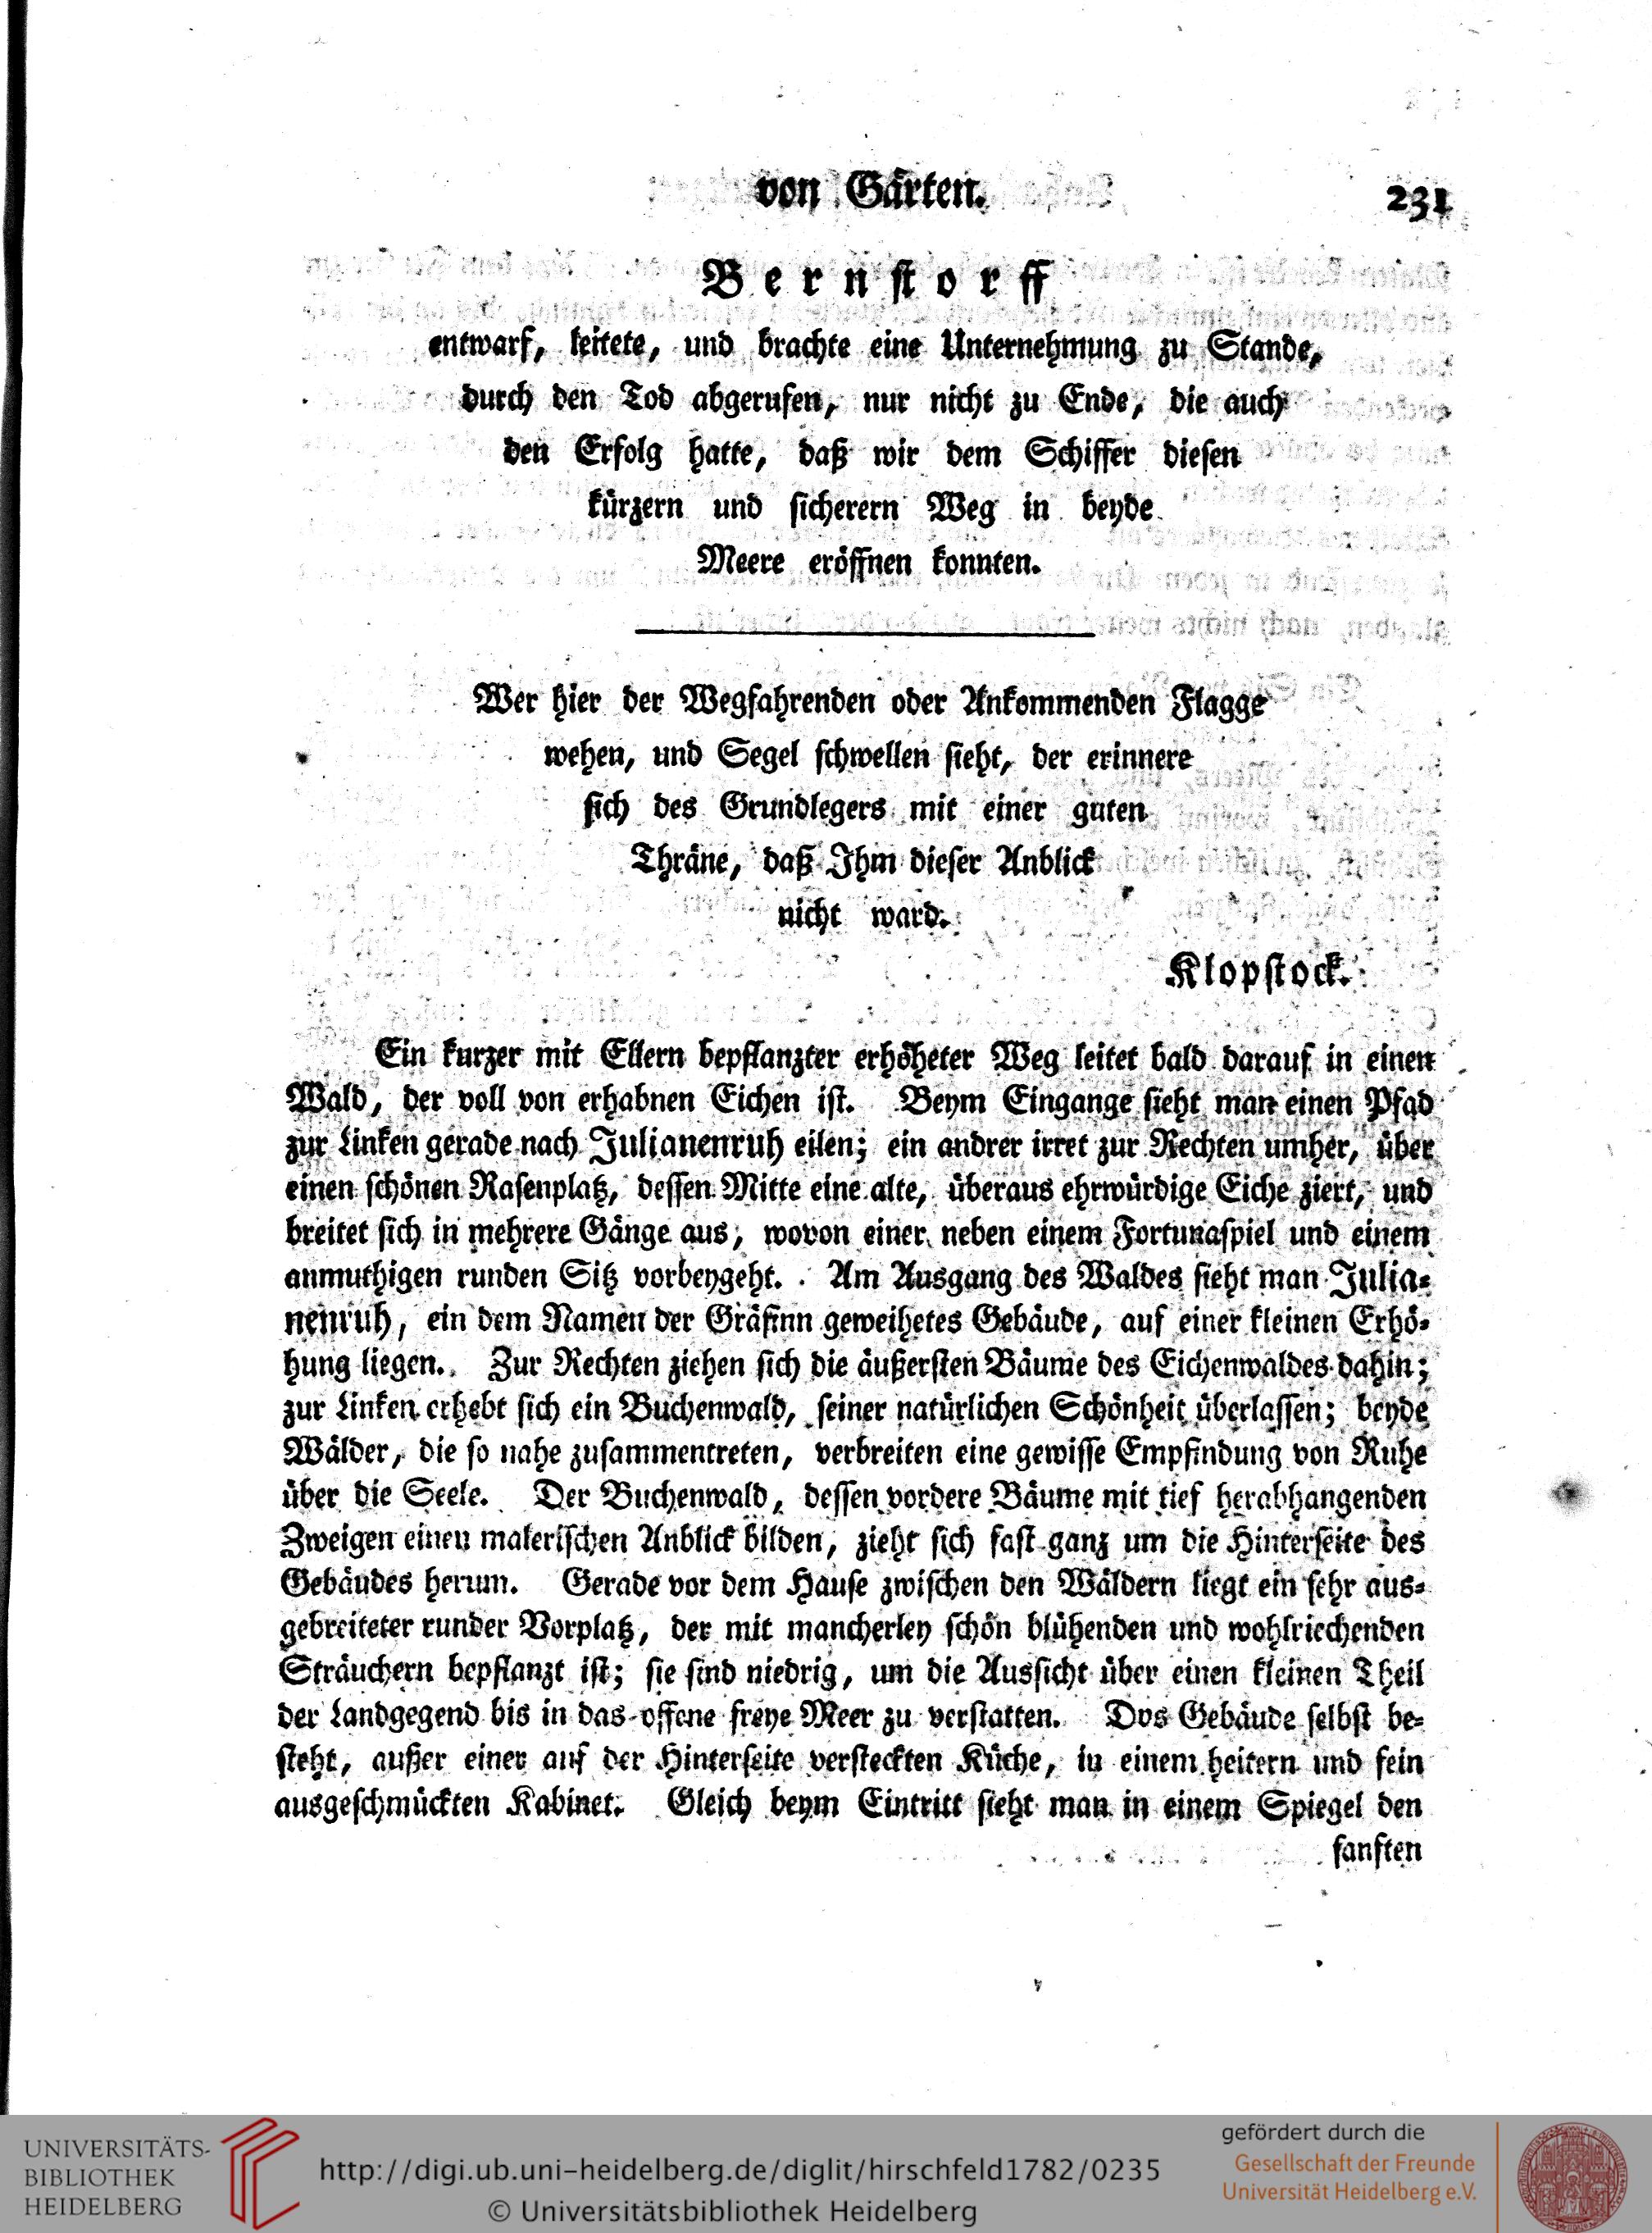 von Gärten.
231
Bernstorff
entwarf, leitete, und brachte eine Unternehmung zu Stande,
durch den Tod abgerufen, nur nicht zu Ende, die auch
den Erfolg hatte, daß wir dem Schiffer diesen
kürzern und sicherern Weg in beyde
Meere eröffnen konnten.
Wer hier der Wegfahrenden oder Ankommenden Flagge
wehen, und Segel schwellen sieht, der erinnere
sich des Grundlegers mit einer guten
Thräne, daß Ihm dieser Anblick
nicht ward.
Klopstock.
Ein kurzer mit Ellern bepflanzter erhöheter Weg leitet bald darauf in einen
Wald, der voll von erhabnen Eichen ist. Beym Eingange sieht man einen Pfad
zur Linken gerade nach Julianenruh eilen; ein andrer irret zur Rechten umher, über
einen schönen Rasenplatz, dessen Mitte eine alte, überaus ehrwürdige Eiche ziert, und
breitet sich in mehrere Gänge aus, wovon einer neben einem Fortunaspiel und einem
anmuthigen runden Sitz vorbeygeht. Am Ausgang des Waldes sieht man Julia-
nenruh, ein dem Namen der Gräfinn geweihetes Gebäude, auf einer kleinen Erhö-
hung liegen. Zur Rechten ziehen sich die äußersten Bäume des Eichenwaldes dahin;
zur Linken erhebt sich ein Buchenwald, seiner natürlichen Schönheit überlassen; beyde
Wälder, die so nahe zusammentreten, verbreiten eine gewisse Empfindung von Ruhe
über die Seele. Der Buchenwald, dessen vordere Bäume mit tief herabhangenden
Zweigen einen malerischen Anblick bilden, zieht sich fast ganz um die Hinterseite des
Gebäudes herum. Gerade vor dem Hause zwischen den Wäldern liegt ein sehr aus-
gebreiteter runder Vorplatz, der mit mancherley schön blühenden und wohlriechenden
Sträuchern bepflanzt ist; sie sind niedrig, um die Aussicht über einen kleinen Theil
der Landgegend bis in das offene freye Meer zu verstatten. Dos Gebäude selbst be-
steht, außer einer auf der Hinterseite versteckten Küche, in einem heitern und fein
ausgeschmückten Kabinet. Gleich beym Eintritt sieht man in einem Spiegel den
sanften
UNIVERSITÄTS-
BIBLIOTHEK
HEIDELBERG
http://digi.ub.uni-heidelberg.de/diglit/hirschfeld1782/0235
© Universitätsbibliothek Heidelberg
gefördert durch die
Gesellschaft der Freunde
Universität Heidelberg e.V.